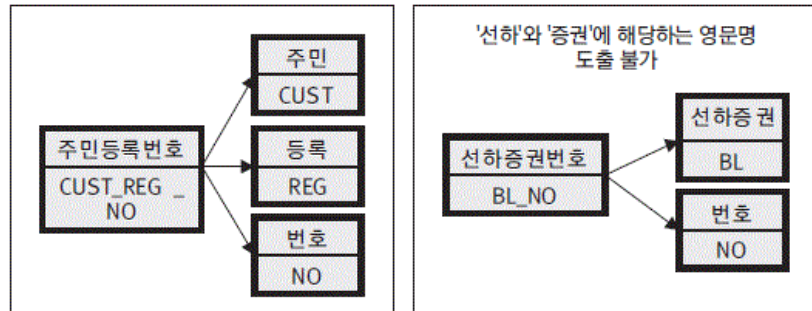 주민
CUST
주민등록번호
CUST_REG _
NO
등록
REG
번호
NO
'선하'와 '증권'에 해당하는 영문명
도출 불가
선하증권번호
BL_NO
선하증권
BL
번호
NO